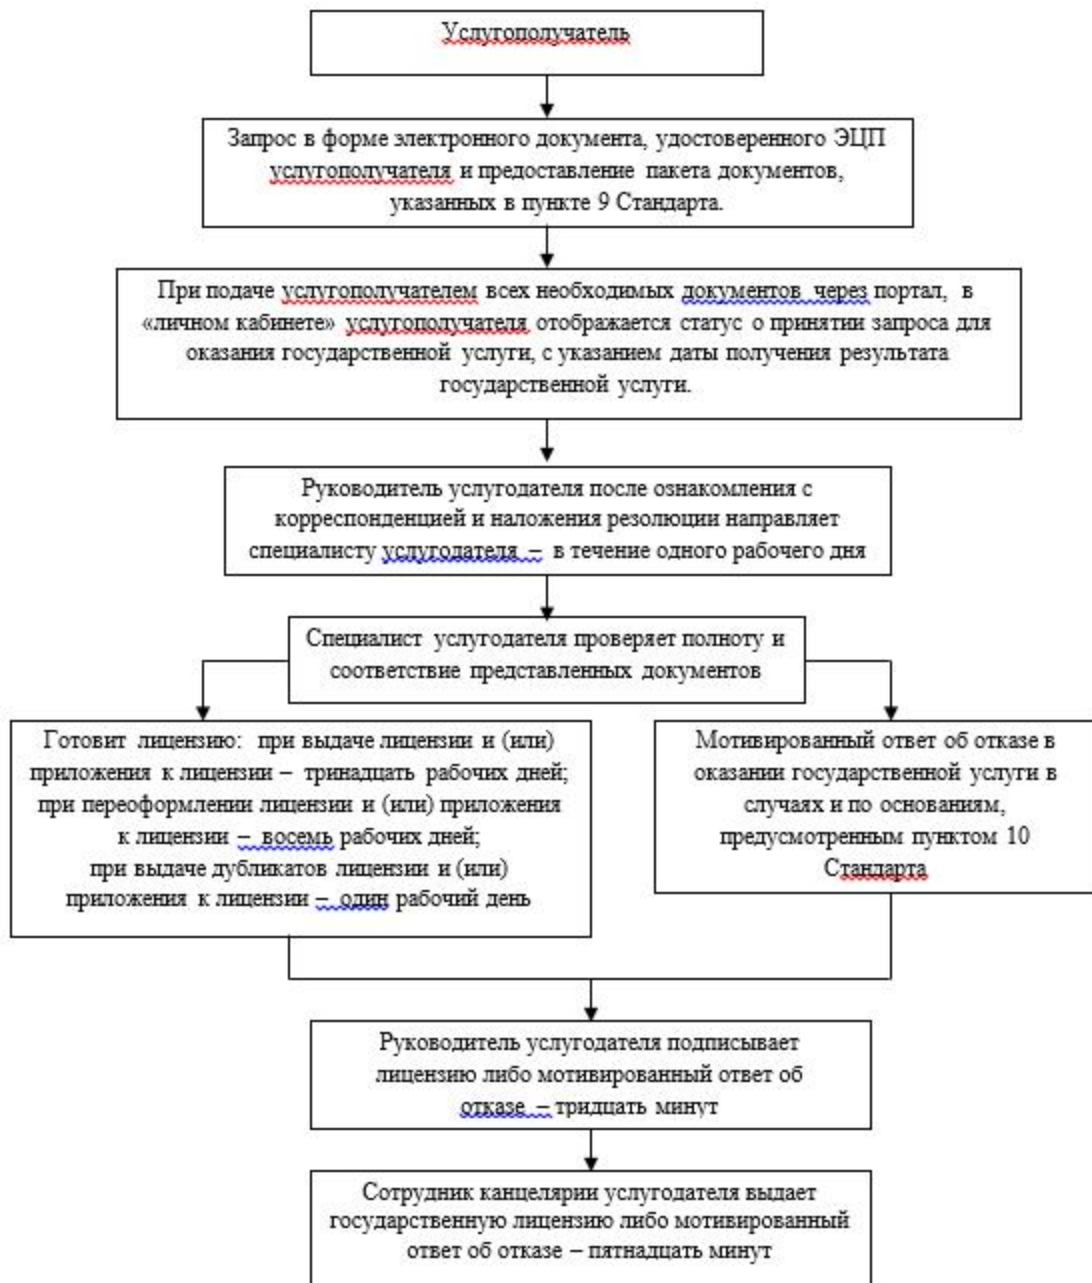 Услугополучатель
Запрос в форме электронного документа, удостоверенного ЭЦП
услугополучателя и предоставление пакета документов,
указанных в пункте 9 Стандарта.
При подаче услугополучателем всех необходимых документов через портал, в
«личном кабинете» услугополучателя отображается статус о принятии запроса для
оказания государственной услуги, с указанием даты получения результата
государственной услуги.
Руководитель услугодателя после ознакомления с
корреспонденцией и наложения резолюции направляет
специалисту услугодателя – в течение одного рабочего дня
Специалист услугодателя проверяет полноту и
соответствие представленных документов
Готовит лицензию: при выдаче лицензии и (или)
приложения к лицензии – тринадцать рабочих дней;
при переоформлении лицензии и (или) приложения
к лицензии – восемь рабочих дней;
при выдаче дубликатов лицензии и (или)
приложения к лицензии – один рабочий день
Мотивированный ответ об отказе в
оказании государственной услуги в
случаях и по основаниям,
предусмотренным пунктом 10
Стандарта
Руководитель услугодателя подписывает
лицензию либо мотивированный ответ об
отказе – тридцать минут
Сотрудник канцелярии услугодателя выдает
государственную лицензию либо мотивированный
ответ об отказе – пятнадцать минут